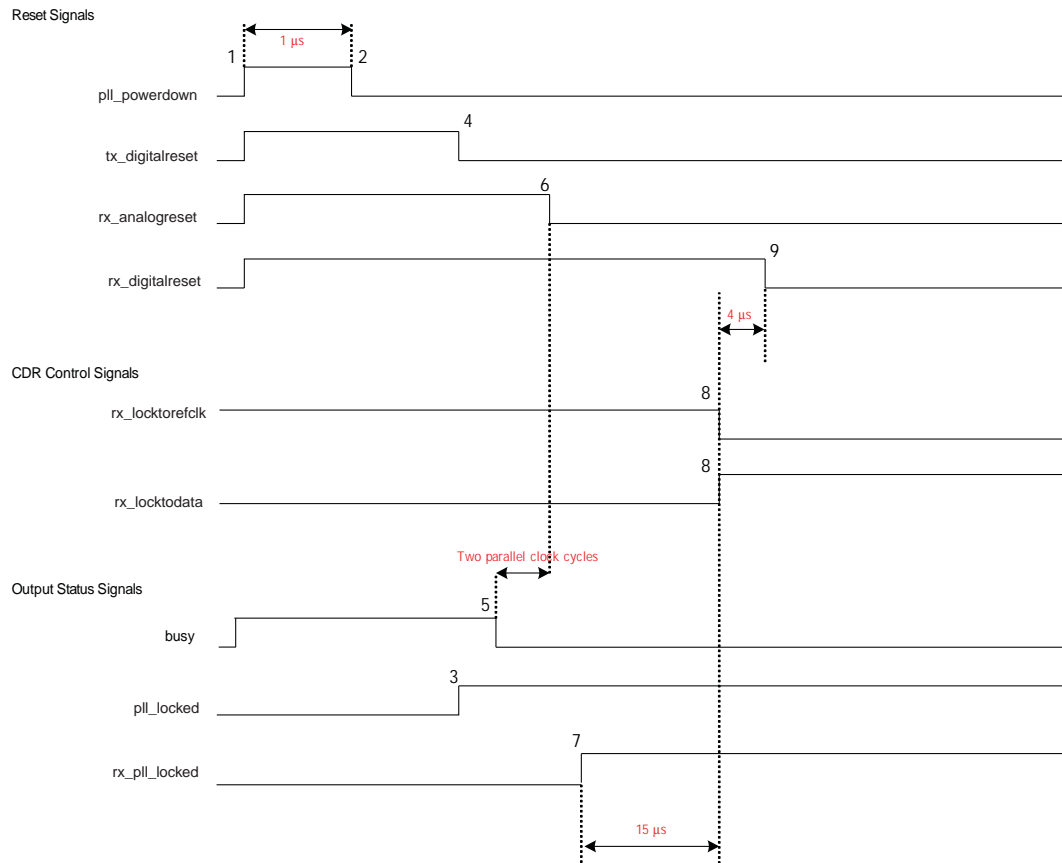 Reset Signals
1 μs
1
2
pll_powerdown
4
tx_digitalreset
6
rx_analogreset
9
rx_digitalreset
4 μs
CDR Control Signals
8
rx_locktorefclk
8
rx_locktodata
Two parallel clock cycles
Output Status Signals
5
busy
3
pll_locked
7
rx_pll_locked
15 μs